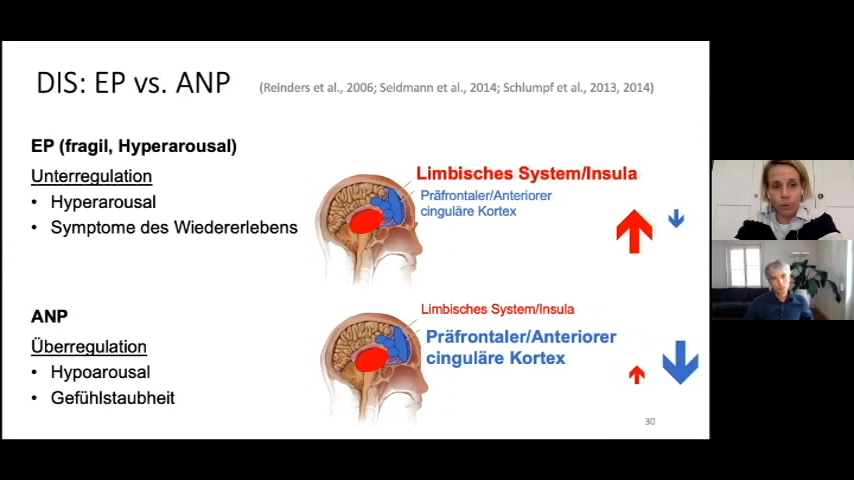 DIS: EP vs. ANP (Reinders et al., 2006; Seidmann et al., 2014; Schlumpf et al., 2013, 2014)
EP (fragil, Hyperarousal)
Unterregulation
• Hyperarousal
• Symptome des Wiedererlebens
Limbisches System/Insula
Präfrontaler/Anteriorer
cinguläre Kortex
ANP
Überregulation
• Hypoarousal
• Gefühlstaubheit
Limbisches System/Insula
Präfrontaler/Anteriorer
cinguläre Kortex
30